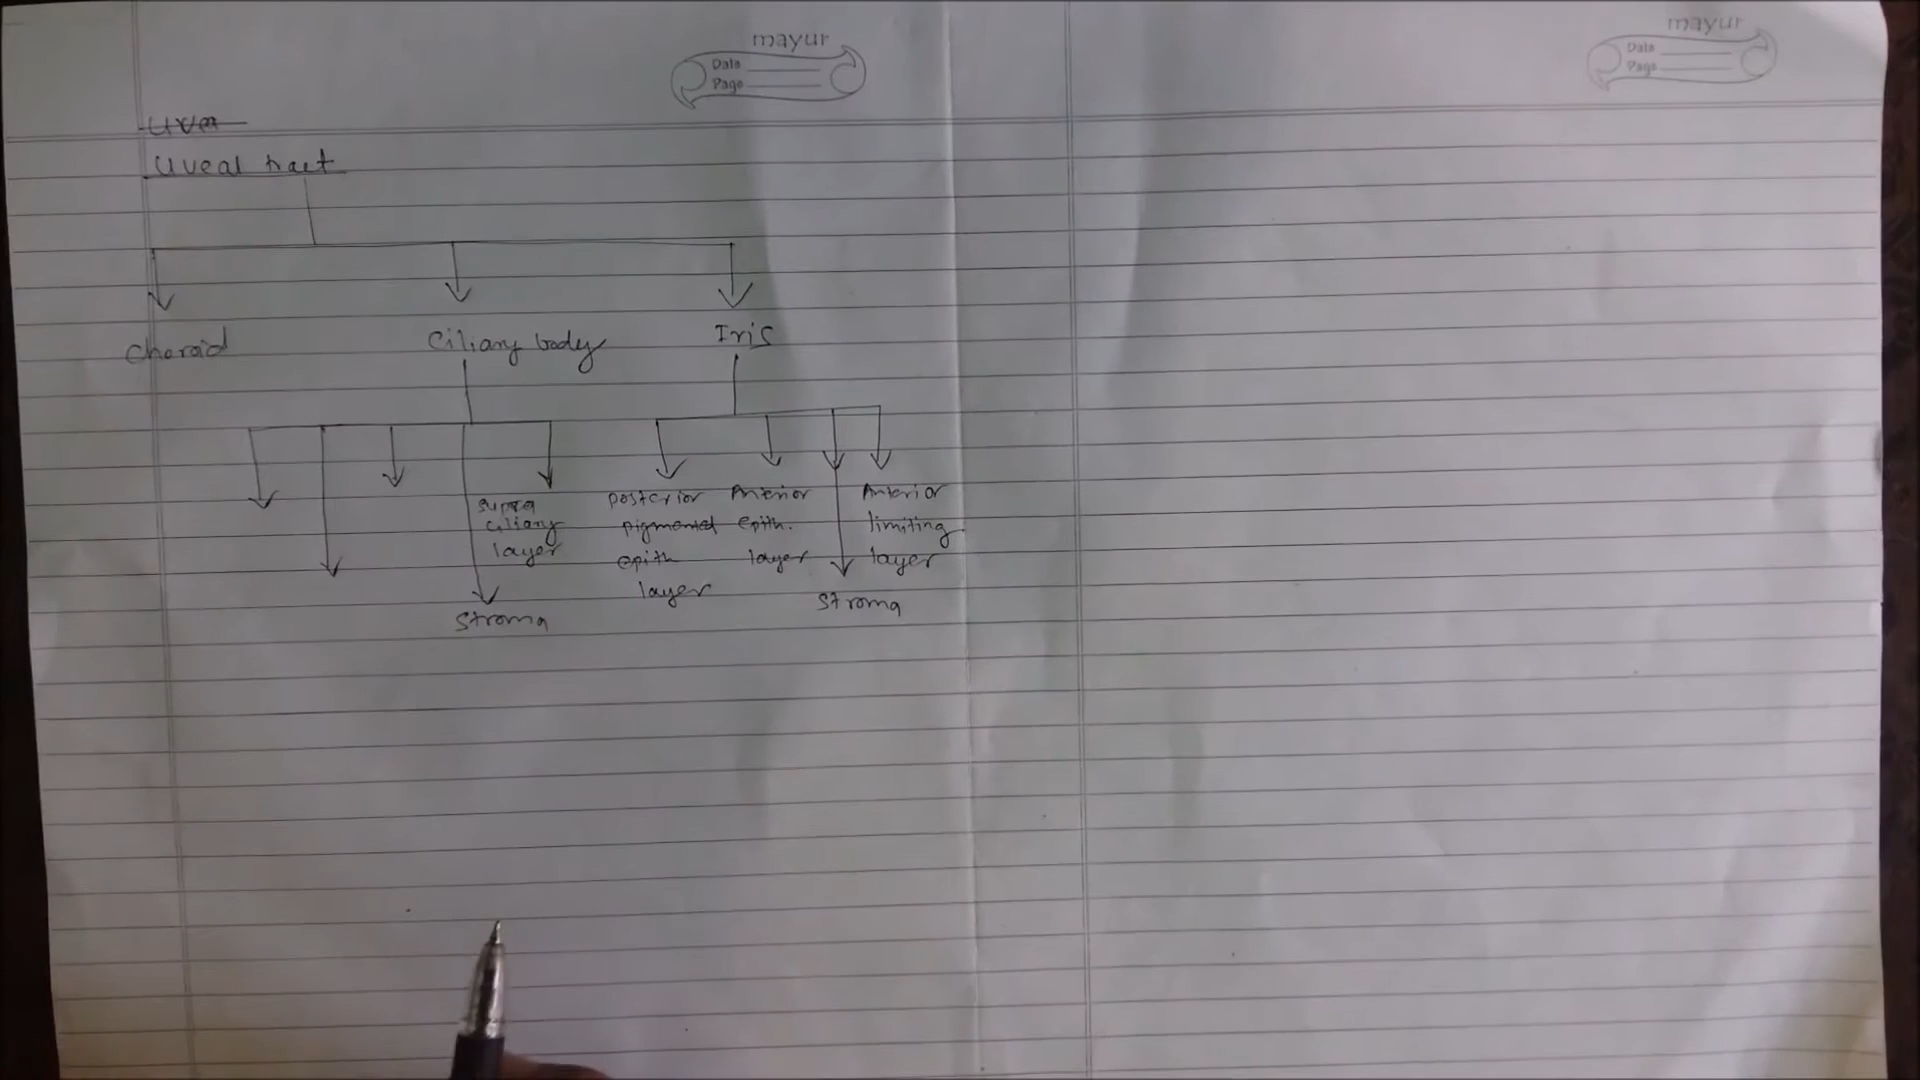 mayur
Date
Page
mayur
Date
Page
Uvea
Uveal tract
Choroid
Ciliary body
Iris
Supra
ciliary
layer
Stroma
posterior
pigmented
epith
layer
Anterior
epith.
layer
Stroma
Anterior
limiting
layer